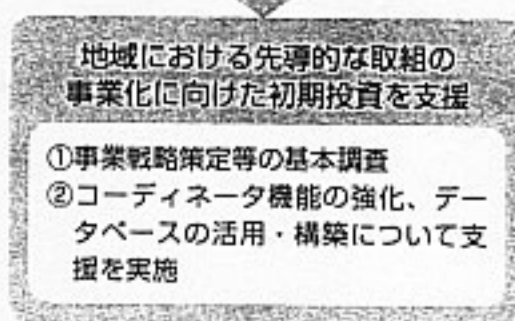 地域における先導的な取組の
事業化に向けた初期投資を支援
①事業戦略策定等の基本調査
②コーディネータ機能の強化、デー
タベースの活用・構築について支
援を実施